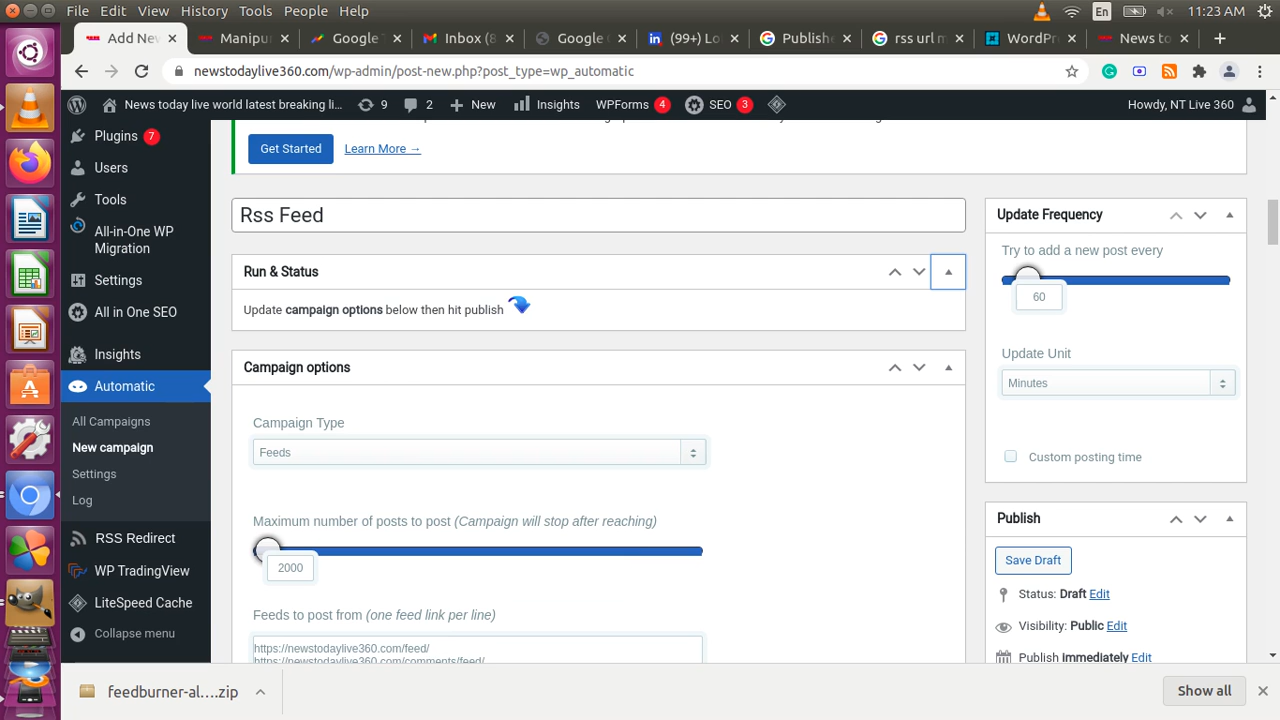 File Edit View History Tools People Help
En
11:23 AM
Add New
Manipur
Google
Inbox (8
Google
(99+) Lo
Publishe
rss url m
WordPr
News to
newstodaylive360.com/wp-admin/post-new.php?post_type=wp_automatic
News today live world latest breaking li…
9
2
New
Insights
WPForms 4
SEO 3
Howdy, NT Live 360
Plugins 7
Users
Tools
All-in-One WP
Migration
Settings
All in One SEO
Insights
Automatic
All Campaigns
New campaign
Settings
Log
RSS Redirect
WP TradingView
LiteSpeed Cache
Collapse menu
Get Started
Learn More →
Rss Feed
Run & Status
Update campaign options below then hit publish
Campaign options
Campaign Type
Feeds
Maximum number of posts to post (Campaign will stop after reaching)
2000
Feeds to post from (one feed link per line)
https://newstodaylive360.com/feed/
https://newstodaylive360.com/comments/feed/
Update Frequency
Try to add a new post every
60
Update Unit
Minutes
Custom posting time
Publish
Save Draft
Status: Draft Edit
Visibility: Public Edit
Publish immediately Edit
feedburner-al….zip
Show all